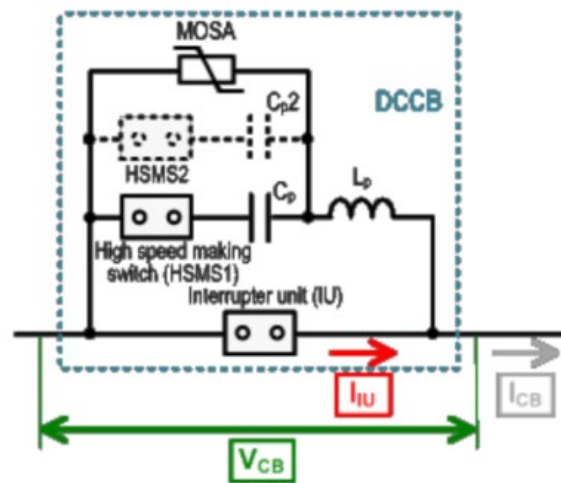 MOSA
DCCB
Cp2
HSMS2
Cp
Lp
High speed making
switch (HSMS1)
Interrupter unit (IU)
IIU
ICB
VCB